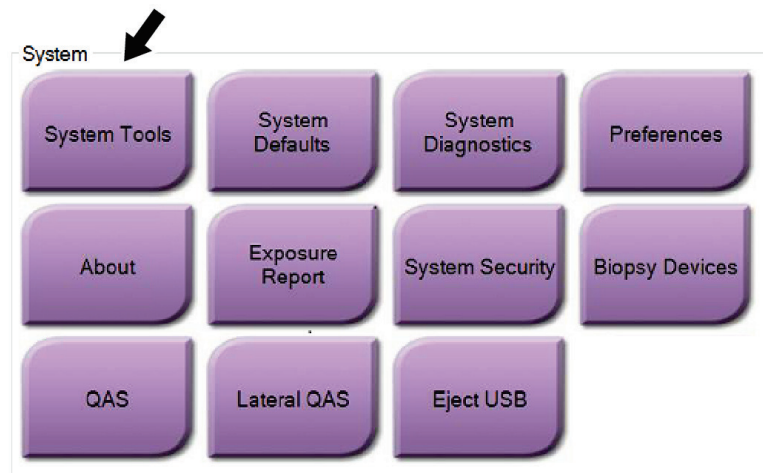 System
System Tools
System
Defaults
System
Diagnostics
Preferences
About
Exposure
Report
System Security
Biopsy Devices
QAS
Lateral QAS
Eject USB